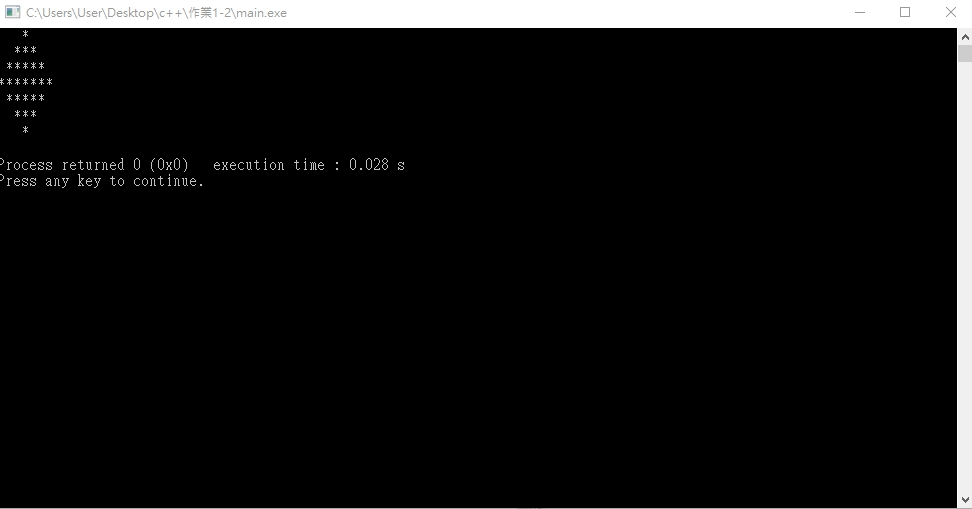 C:\Users\User\Desktop\c++\作業1-2\main.exe
   *
  ***
 *****
*******
 *****
  ***
   *
Process returned 0 (0x0)   execution time : 0.028 s
Press any key to continue.